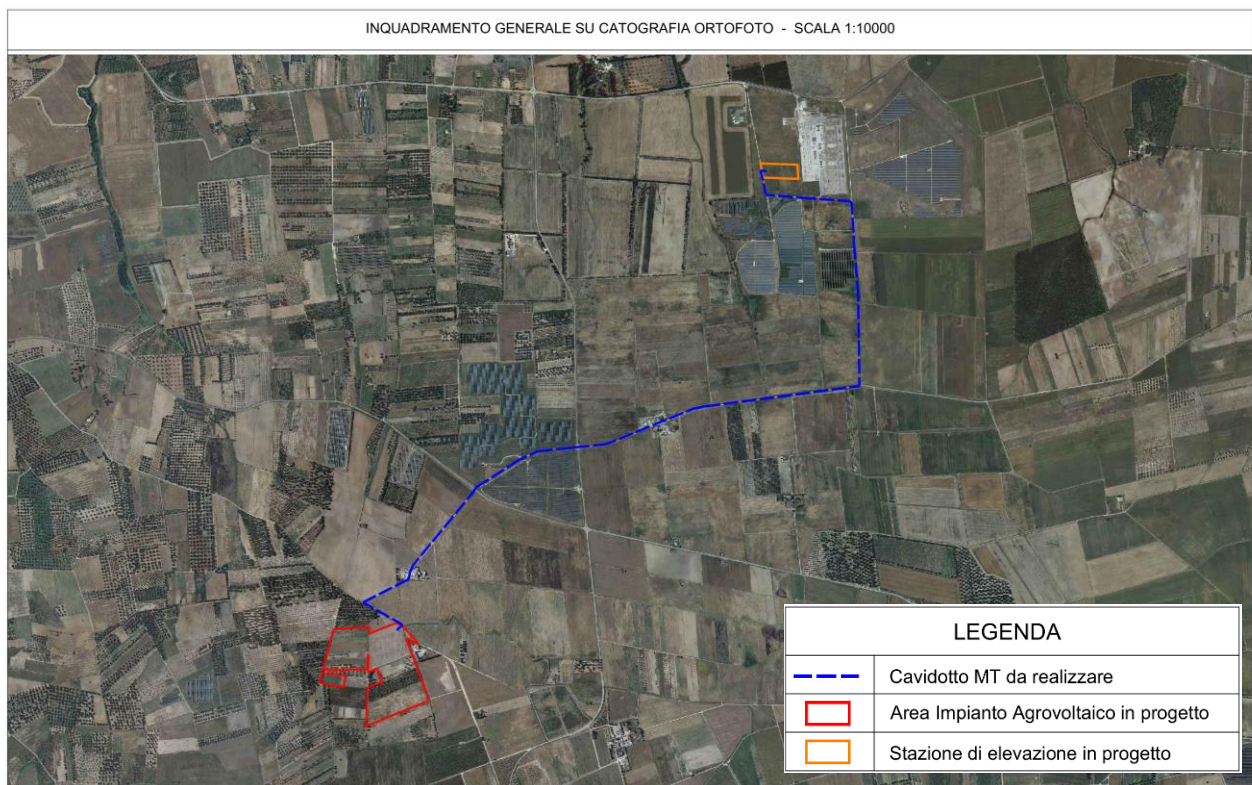 INQUADRAMENTO GENERALE SU CATOGRAFIA ORTOFOTO - SCALA 1:10000
LEGENDA
Cavidotto MT da realizzare
Area Impianto Agrovoltaico in progetto
Stazione di elevazione in progetto